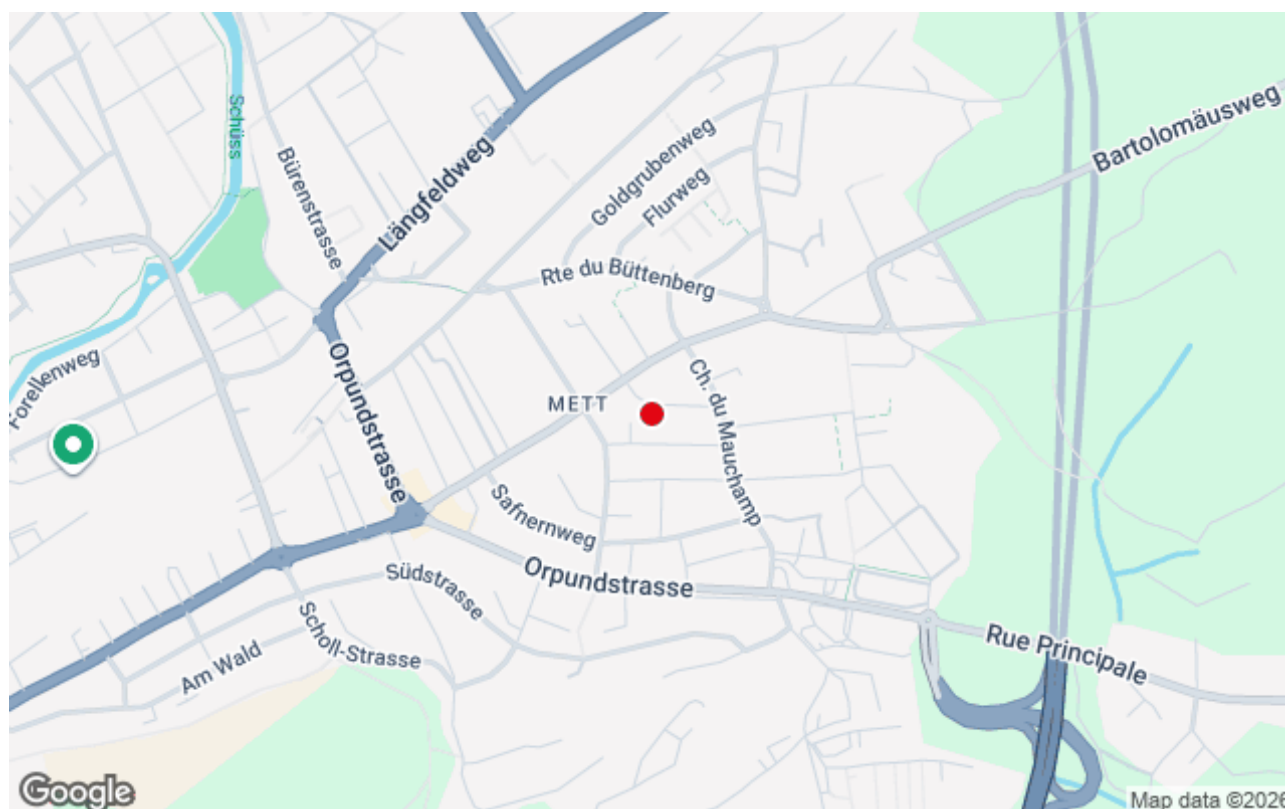 Schüss
Bürenstrasse
Längfeldweg
Goldgrubenweg
Flurweg
Bartolomäusweg
Rte du Büttenberg
Forellenweg
Orpundstrasse
METT
Ch. du Mauchamp
Safnernweg
Orpundstrasse
Südstrasse
Scholl-Strasse
Am Wald
Rue Principale
Google
Map data ©2026